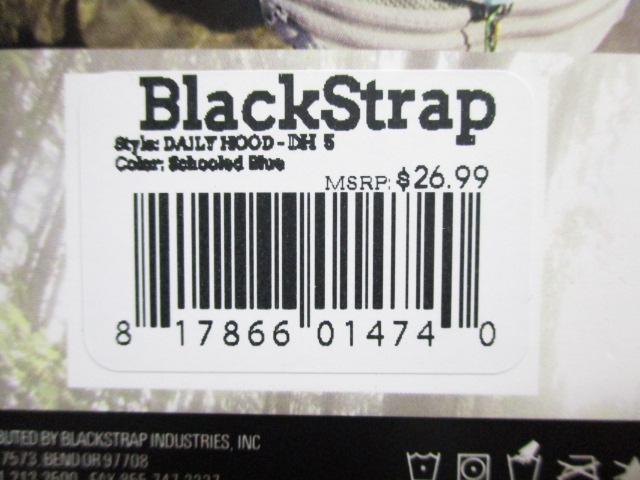 BlackStrap
Style: DAILY HOOD - DH 5
Color: Schooled Blue
MSRP: $26.99
8 17866 01474 0
BUTED BY BLACKSTRAP INDUSTRIES, INC
7573, BEND OR 97708